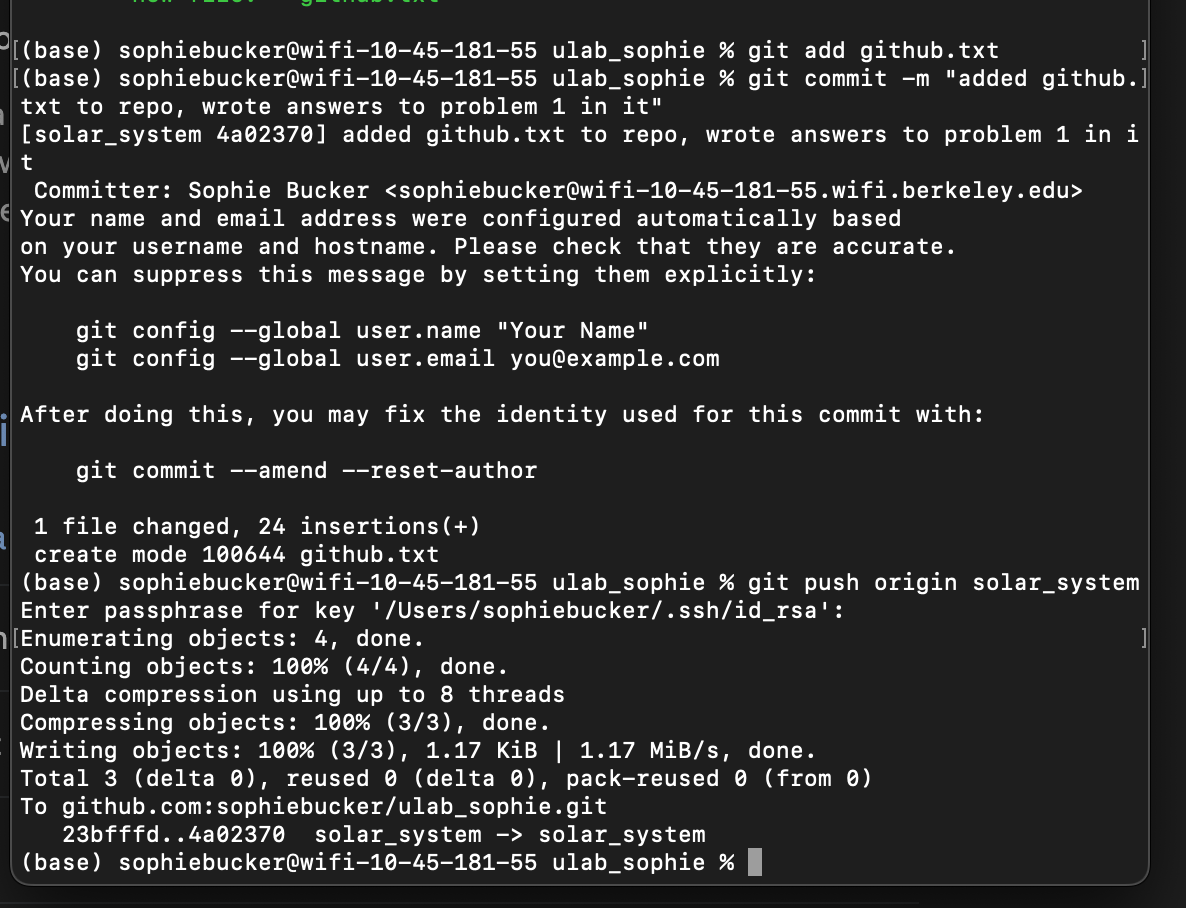 new file:   github.txt
[(base) sophiebucker@wifi-10-45-181-55 ulab_sophie % git add github.txt ]
[(base) sophiebucker@wifi-10-45-181-55 ulab_sophie % git commit -m "added github.]
txt to repo, wrote answers to problem 1 in it"
[solar_system 4a02370] added github.txt to repo, wrote answers to problem 1 in i
t
 Committer: Sophie Bucker <sophiebucker@wifi-10-45-181-55.wifi.berkeley.edu>
Your name and email address were configured automatically based
on your username and hostname. Please check that they are accurate.
You can suppress this message by setting them explicitly:
    git config --global user.name "Your Name"
    git config --global user.email you@example.com
After doing this, you may fix the identity used for this commit with:
    git commit --amend --reset-author
 1 file changed, 24 insertions(+)
 create mode 100644 github.txt
(base) sophiebucker@wifi-10-45-181-55 ulab_sophie % git push origin solar_system
Enter passphrase for key '/Users/sophiebucker/.ssh/id_rsa':
[Enumerating objects: 4, done. ]
Counting objects: 100% (4/4), done.
Delta compression using up to 8 threads
Compressing objects: 100% (3/3), done.
Writing objects: 100% (3/3), 1.17 KiB | 1.17 MiB/s, done.
Total 3 (delta 0), reused 0 (delta 0), pack-reused 0 (from 0)
To github.com:sophiebucker/ulab_sophie.git
   23bfffd..4a02370  solar_system -> solar_system
(base) sophiebucker@wifi-10-45-181-55 ulab_sophie %